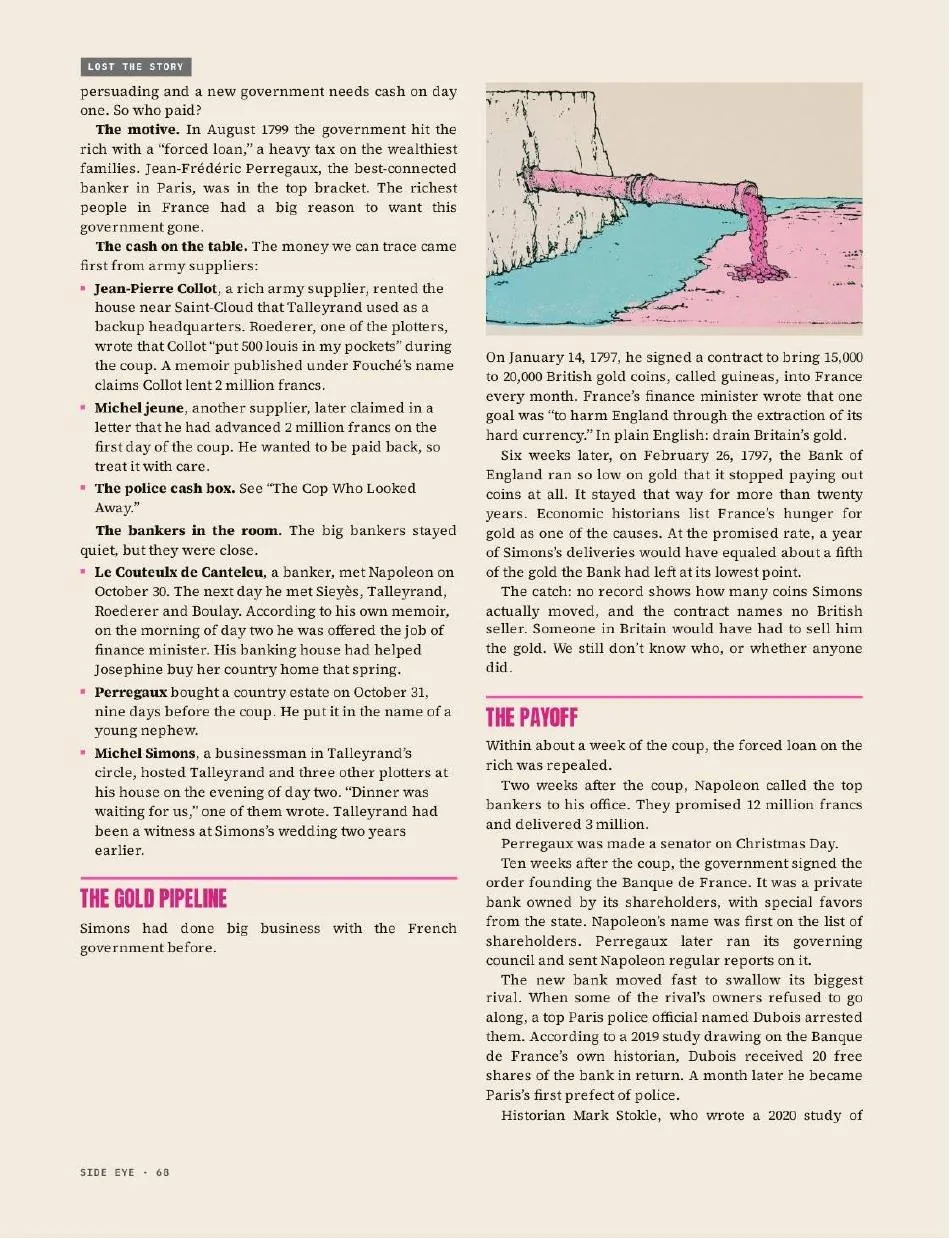 LOST THE STORY
persuading and a new government needs cash on day
one. So who paid?
The motive. In August 1799 the government hit the
rich with a “forced loan,” a heavy tax on the wealthiest
families. Jean-Frédéric Perregaux, the best-connected
banker in Paris, was in the top bracket. The richest
people in France had a big reason to want this
government gone.
The cash on the table. The money we can trace came
first from army suppliers:
▪ Jean-Pierre Collot, a rich army supplier, rented the
house near Saint-Cloud that Talleyrand used as a
backup headquarters. Roederer, one of the plotters,
wrote that Collot “put 500 louis in my pockets” during
the coup. A memoir published under Fouché’s name
claims Collot lent 2 million francs.
▪ Michel jeune, another supplier, later claimed in a
letter that he had advanced 2 million francs on the
first day of the coup. He wanted to be paid back, so
treat it with care.
▪ The police cash box. See “The Cop Who Looked
Away.”
The bankers in the room. The big bankers stayed
quiet, but they were close.
▪ Le Couteulx de Canteleu, a banker, met Napoleon on
October 30. The next day he met Sieyès, Talleyrand,
Roederer and Boulay. According to his own memoir,
on the morning of day two he was offered the job of
finance minister. His banking house had helped
Josephine buy her country home that spring.
▪ Perregaux bought a country estate on October 31,
nine days before the coup. He put it in the name of a
young nephew.
▪ Michel Simons, a businessman in Talleyrand’s
circle, hosted Talleyrand and three other plotters at
his house on the evening of day two. “Dinner was
waiting for us,” one of them wrote. Talleyrand had
been a witness at Simons’s wedding two years
earlier.
THE GOLD PIPELINE
Simons had done big business with the French
government before.
On January 14, 1797, he signed a contract to bring 15,000
to 20,000 British gold coins, called guineas, into France
every month. France’s finance minister wrote that one
goal was “to harm England through the extraction of its
hard currency.” In plain English: drain Britain’s gold.
Six weeks later, on February 26, 1797, the Bank of
England ran so low on gold that it stopped paying out
coins at all. It stayed that way for more than twenty
years. Economic historians list France’s hunger for
gold as one of the causes. At the promised rate, a year
of Simons’s deliveries would have equaled about a fifth
of the gold the Bank had left at its lowest point.
The catch: no record shows how many coins Simons
actually moved, and the contract names no British
seller. Someone in Britain would have had to sell him
the gold. We still don’t know who, or whether anyone
did.
THE PAYOFF
Within about a week of the coup, the forced loan on the
rich was repealed.
Two weeks after the coup, Napoleon called the top
bankers to his office. They promised 12 million francs
and delivered 3 million.
Perregaux was made a senator on Christmas Day.
Ten weeks after the coup, the government signed the
order founding the Banque de France. It was a private
bank owned by its shareholders, with special favors
from the state. Napoleon’s name was first on the list of
shareholders. Perregaux later ran its governing
council and sent Napoleon regular reports on it.
The new bank moved fast to swallow its biggest
rival. When some of the rival’s owners refused to go
along, a top Paris police official named Dubois arrested
them. According to a 2019 study drawing on the Banque
de France’s own historian, Dubois received 20 free
shares of the bank in return. A month later he became
Paris’s first prefect of police.
Historian Mark Stokle, who wrote a 2020 study of
SIDE EYE · 68